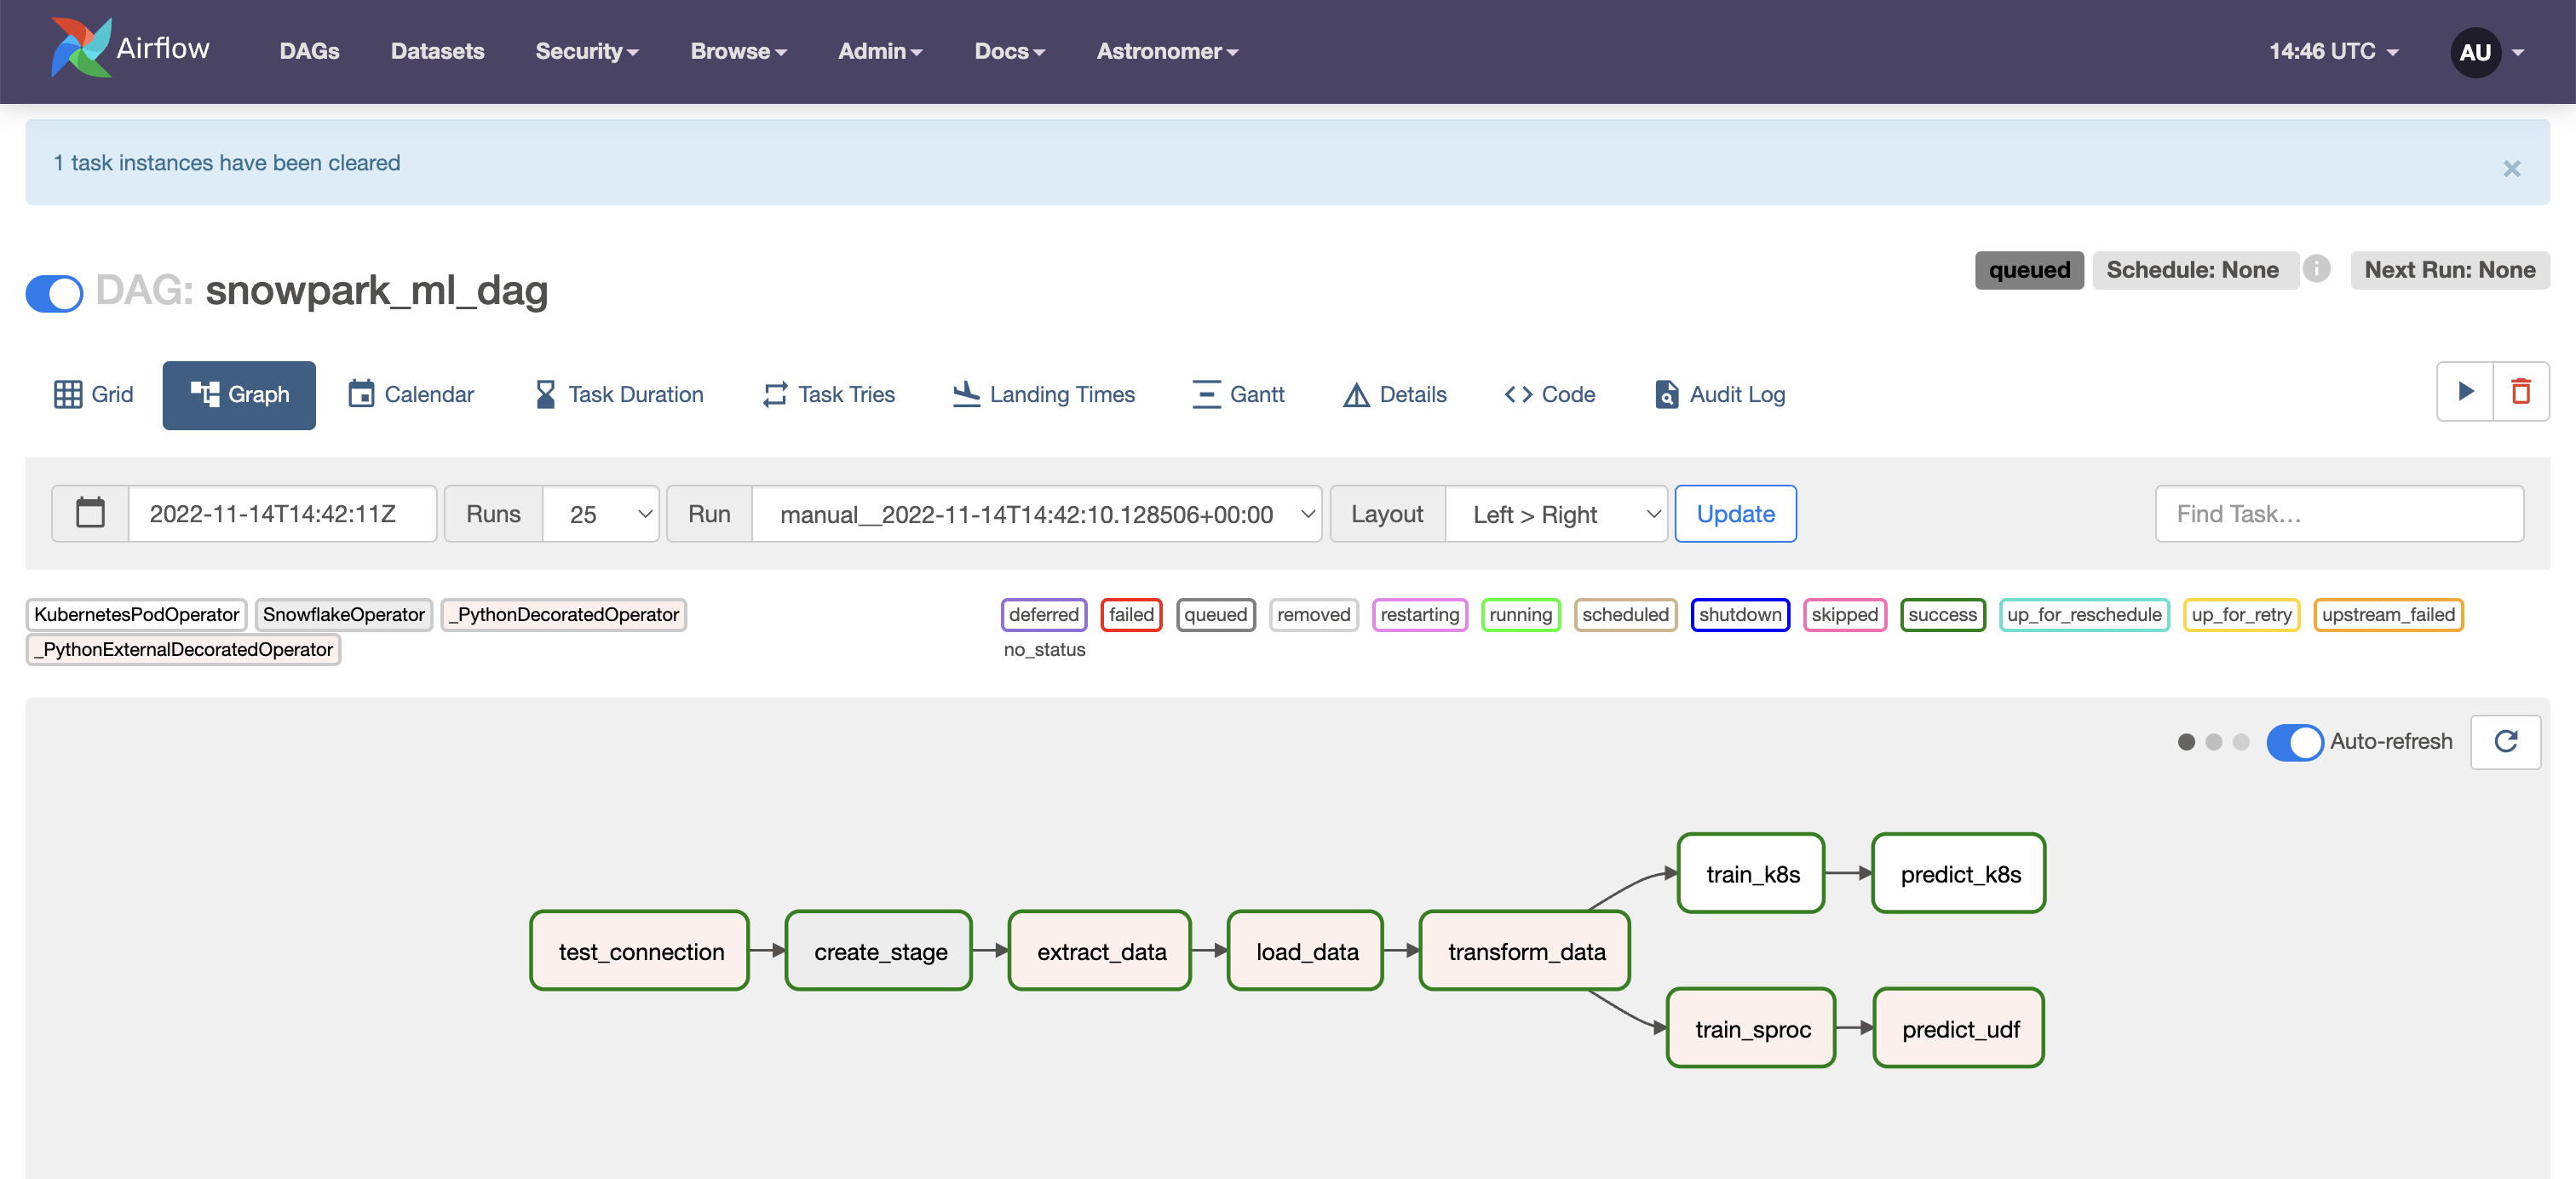 Airflow DAGs Datasets Security Browse Admin Docs Astronomer 14:46 UTC AU
1 task instances have been cleared ×
DAG: snowpark_ml_dag queued Schedule: None i Next Run: None
Grid Graph Calendar Task Duration Task Tries Landing Times Gantt Details Code Audit Log
2022-11-14T14:42:11Z Runs 25 Run manual__2022-11-14T14:42:10.128506+00:00 Layout Left > Right Update Find Task…
KubernetesPodOperator SnowflakeOperator _PythonDecoratedOperator
_PythonExternalDecoratedOperator
deferred failed queued removed restarting running scheduled shutdown skipped success up_for_reschedule up_for_retry upstream_failed
no_status
Auto-refresh
train_k8s predict_k8s
test_connection create_stage extract_data load_data transform_data
train_sproc predict_udf